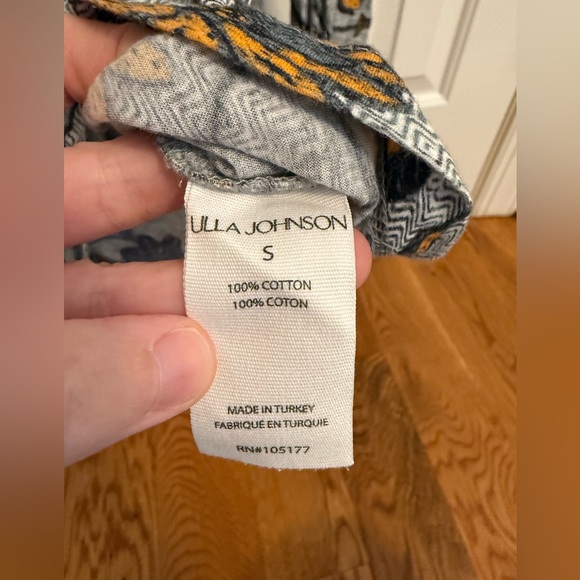 ULLA JOHNSON
S
100% COTTON
100% COTON
MADE IN TURKEY
FABRIQUÉ EN TURQUIE
RN#105177